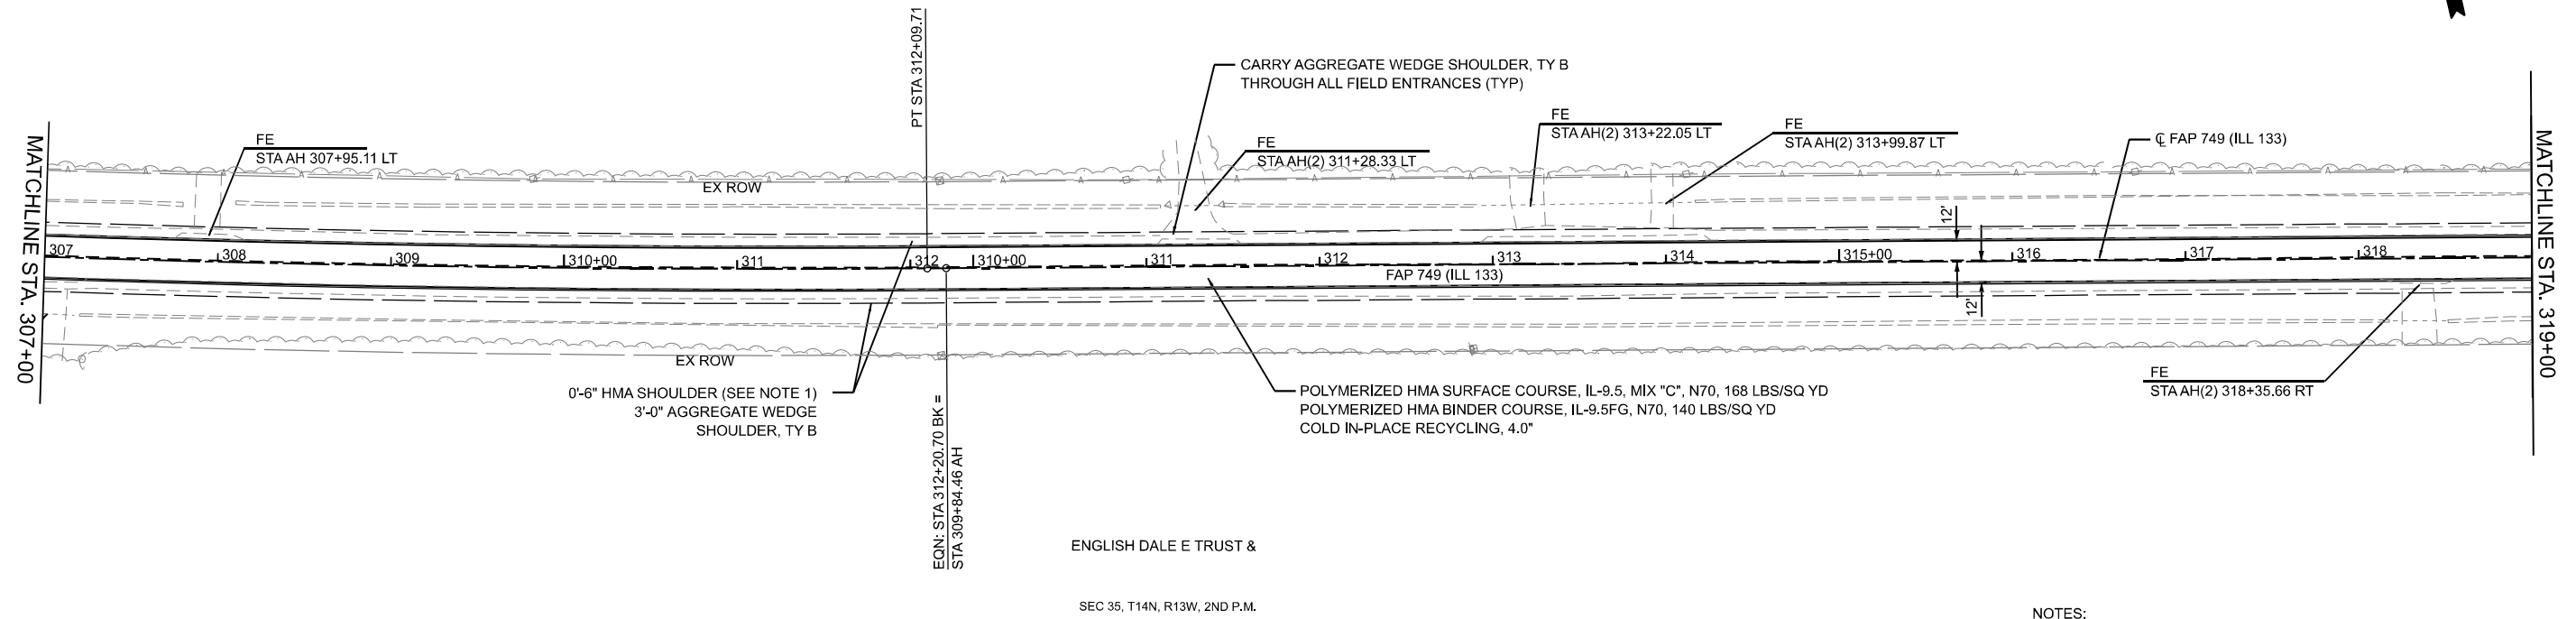 PT STA 312+09.71
CARRY AGGREGATE WEDGE SHOULDER, TY B
THROUGH ALL FIELD ENTRANCES (TYP)
FE
STA AH 307+95.11 LT
FE
STA AH(2) 311+28.33 LT
FE
STA AH(2) 313+22.05 LT
FE
STA AH(2) 313+99.87 LT
℄ FAP 749 (ILL 133)
MATCHLINE STA. 307+00
MATCHLINE STA. 319+00
EX ROW
12'
307
308
309
310+00
311
312
310+00
311
312
313
314
315+00
316
317
318
FAP 749 (ILL 133)
12'
EX ROW
0'-6" HMA SHOULDER (SEE NOTE 1)
3'-0" AGGREGATE WEDGE
SHOULDER, TY B
POLYMERIZED HMA SURFACE COURSE, IL-9.5, MIX "C", N70, 168 LBS/SQ YD
POLYMERIZED HMA BINDER COURSE, IL-9.5FG, N70, 140 LBS/SQ YD
COLD IN-PLACE RECYCLING, 4.0"
FE
STA AH(2) 318+35.66 RT
EQN: STA 312+20.70 BK =
STA 309+84.46 AH
ENGLISH DALE E TRUST &
SEC 35, T14N, R13W, 2ND P.M.
NOTES: